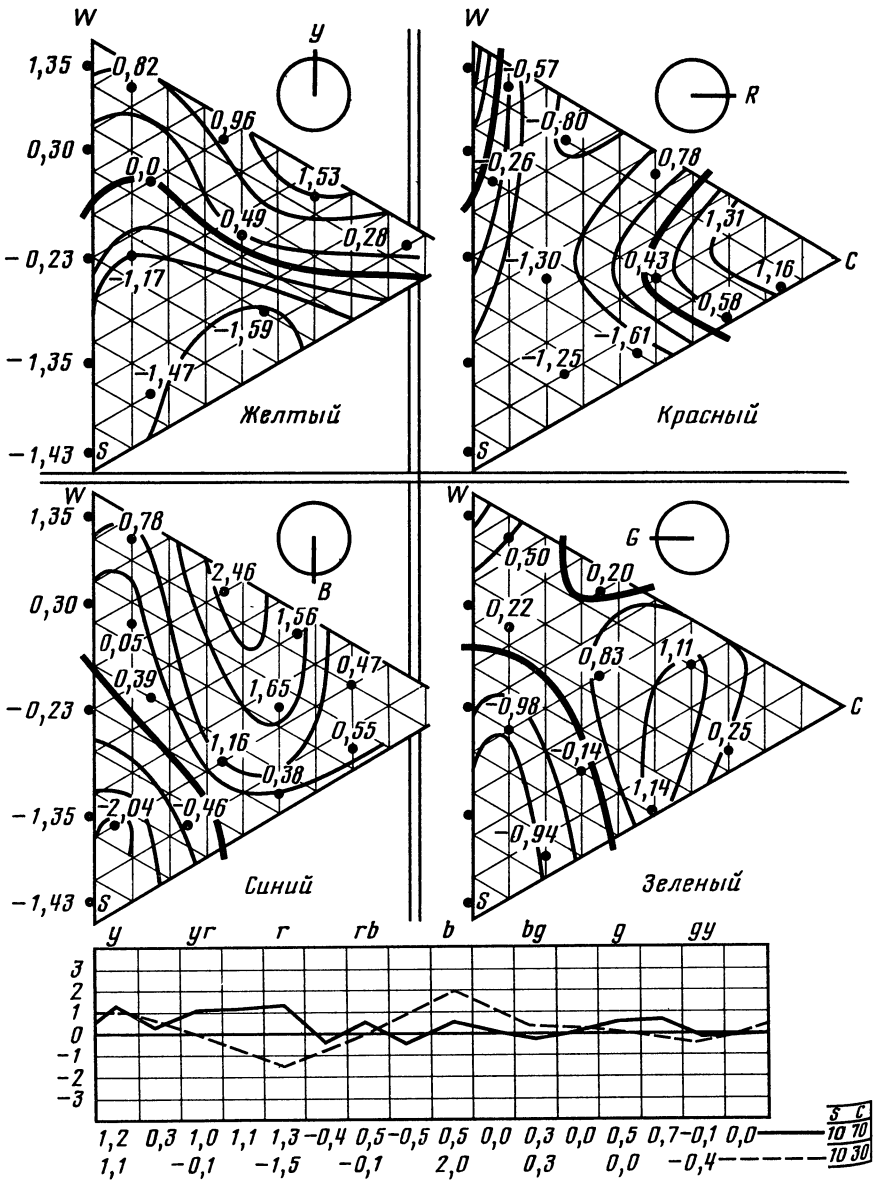 W
y
W
1,35
0,82
-0,57
R
0,96
-0,80
0,30
0,0
1,53
-0,26
0,78
0,49
0,28
1,31
-0,23
-1,17
-1,30
0,43
1,16
C
-1,59
0,58
-1,35
-1,47
-1,61
-1,25
Желтый
Красный
-1,43
S
S
W
W
1,35
0,78
G
0,50
2,46
B
0,20
0,30
0,05
1,56
0,22
0,39
0,47
0,83
1,11
-0,23
1,65
-0,98
C
1,16
0,55
-0,14
0,25
0,38
-1,35
-2,04
-0,46
1,14
-0,94
Синий
Зеленый
-1,43
S
S
y yr r rb b bg g gy
3
2
1
0
-1
-2
-3
S C
1,2 0,3 1,0 1,1 1,3 -0,4 0,5 -0,5 0,5 0,0 0,3 0,0 0,5 0,7 -0,1 0,0 10 70
1,1 -0,1 -1,5 -0,1 2,0 0,3 0,0 -0,4 10 30